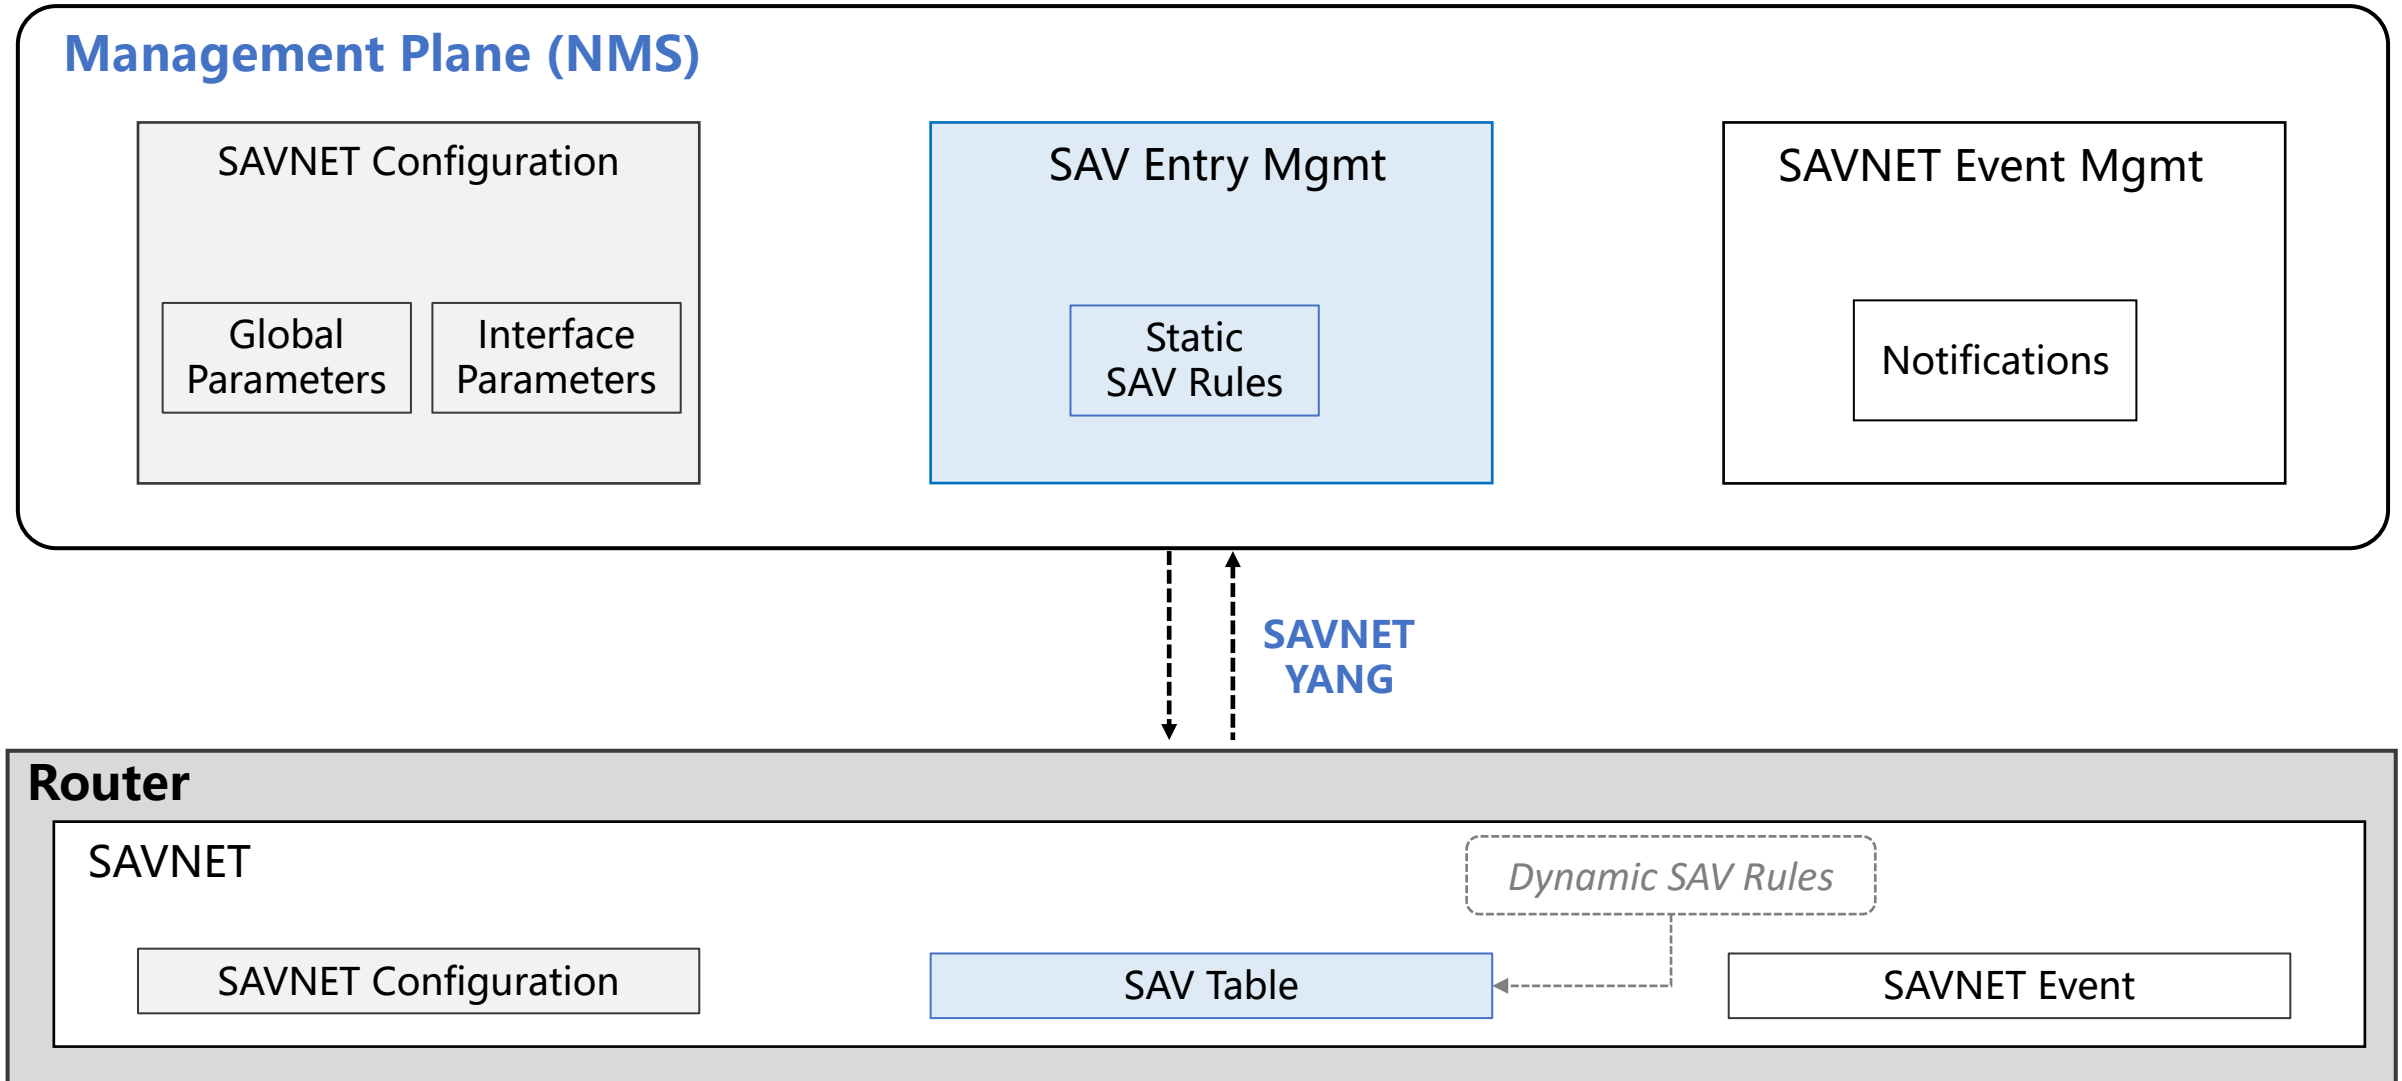 Management Plane (NMS)
SAVNET Configuration
Global
Parameters
Interface
Parameters
SAV Entry Mgmt
Static
SAV Rules
SAVNET Event Mgmt
Notifications
SAVNET
YANG
Router
SAVNET
Dynamic SAV Rules
SAVNET Configuration
SAV Table
SAVNET Event